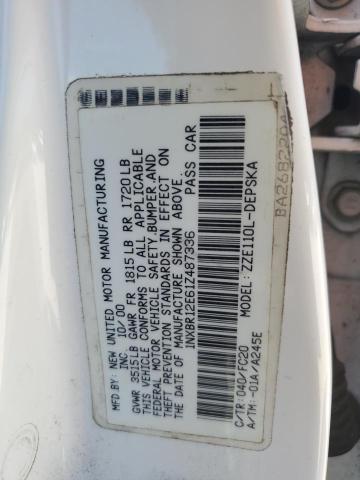 MFD.BY: NEW UNITED MOTOR MANUFACTURING
INC 10/00
GVWR 3515LB GAWR FR 1815LB RR 1720LB
THIS VEHICLE CONFORMS TO ALL APPLICABLE
FEDERAL MOTOR VEHICLE SAFETY,BUMPER,AND
THEFT PREVENTION STANDARDS IN EFFECT ON
THE DATE OF MANUFACTURE SHOWN ABOVE.
1NXBR12E61Z487336 PASS CAR
MODEL: ZZE110L-DEPSKA
C/TR: 040/FC20
A/TM: -01A/A245E